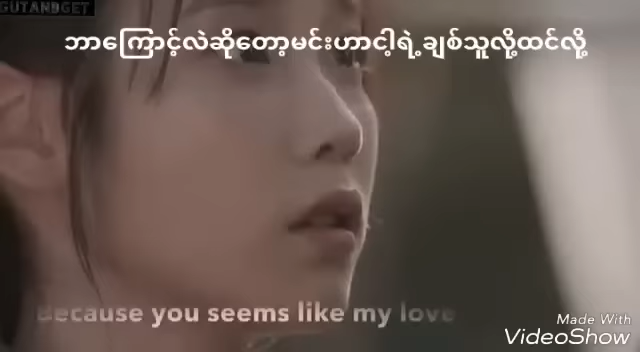 GUTANDGET
ဘာကြောင့်လဲဆိုတော့မင်းဟာငါ့ရဲ့ချစ်သူလို့ထင်လို့
Because you seems like my love
Made With
VideoShow